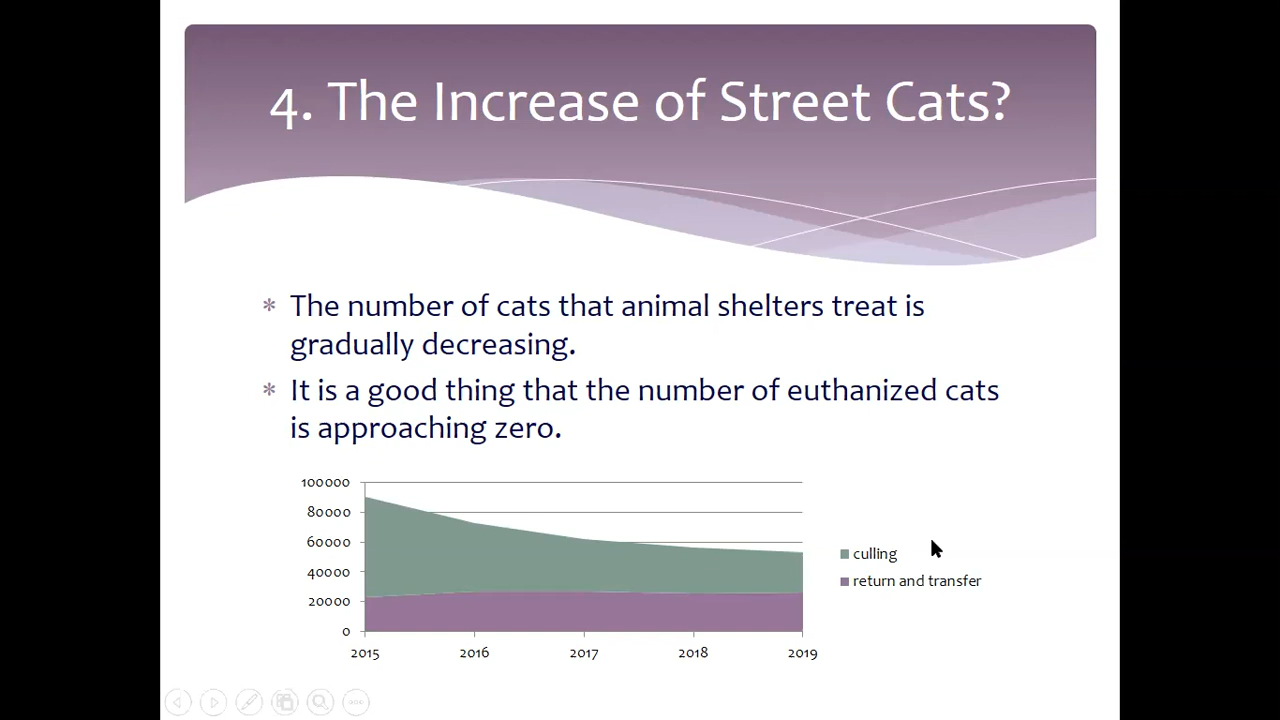 4. The Increase of Street Cats?
* The number of cats that animal shelters treat is
gradually decreasing.
* It is a good thing that the number of euthanized cats
is approaching zero.
100000
80000
60000
40000
20000
0
2015 2016 2017 2018 2019
culling
return and transfer